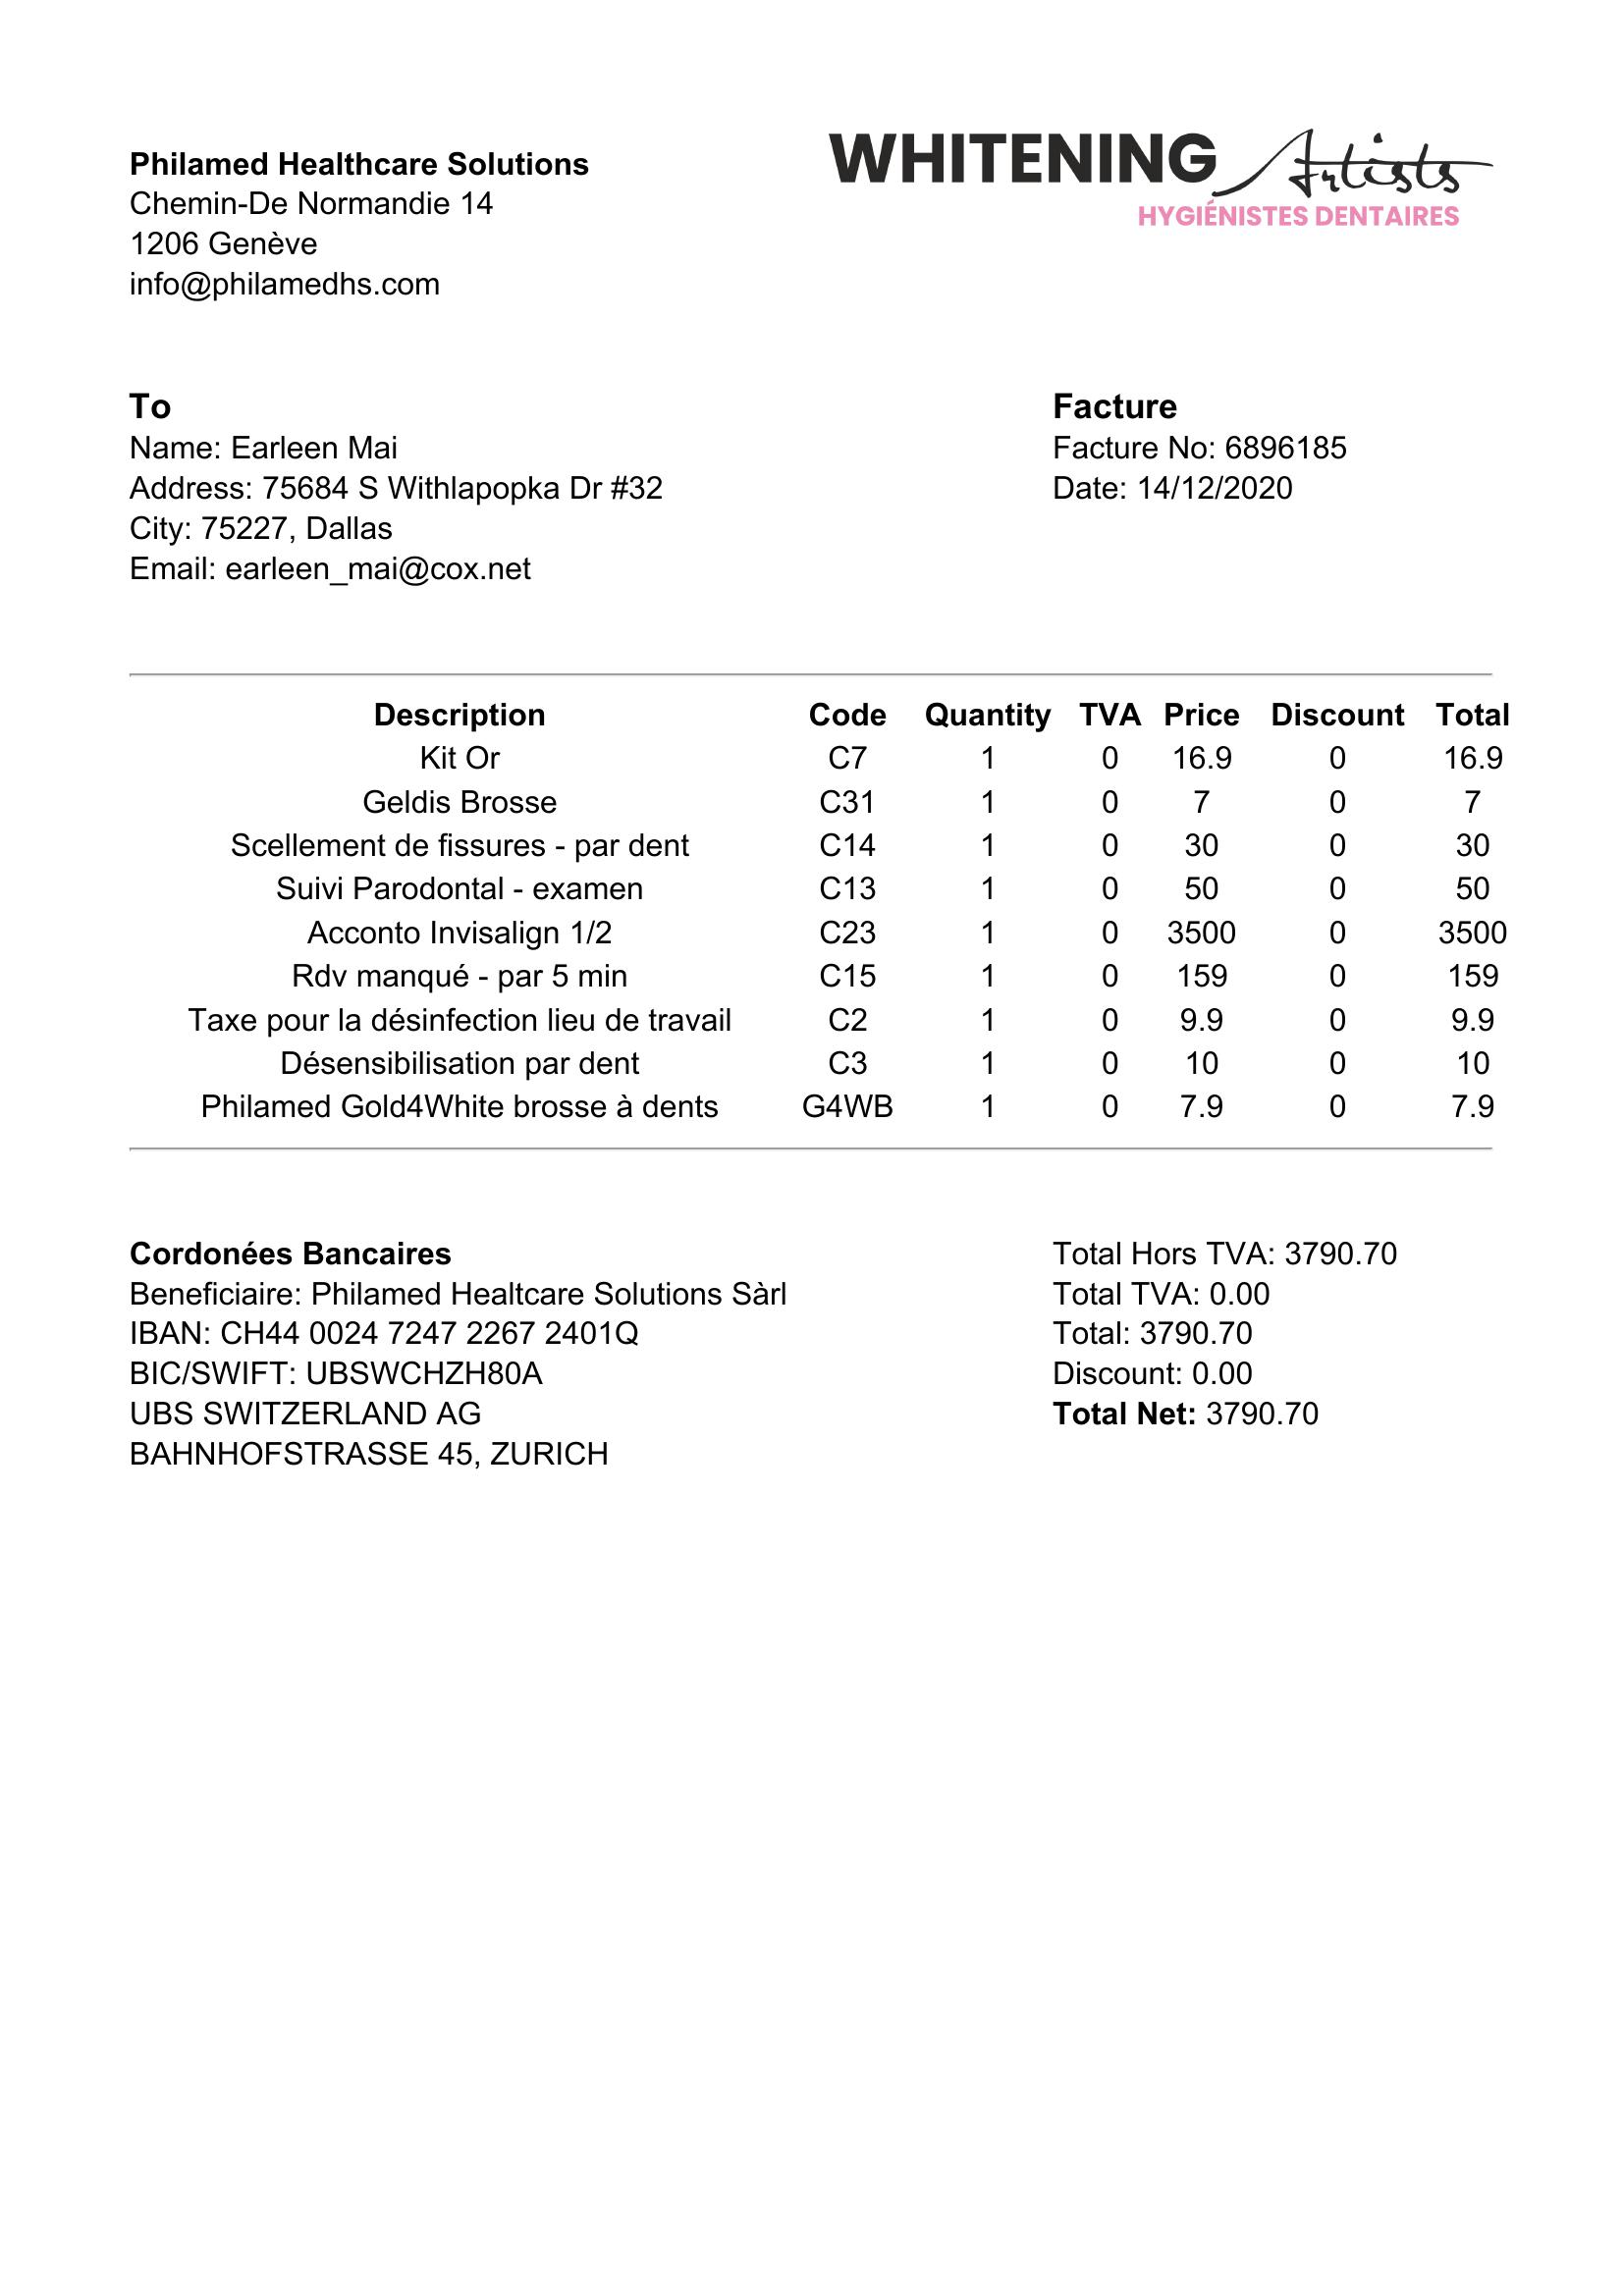 Philamed Healthcare Solutions
Chemin-De Normandie 14
1206 Genève
info@philamedhs.com
WHITENING Artists
HYGIÉNISTES DENTAIRES
To
Name: Earleen Mai
Address: 75684 S Withlapopka Dr #32
City: 75227, Dallas
Email: earleen_mai@cox.net
Facture
Facture No: 6896185
Date: 14/12/2020
Description Code Quantity TVA Price Discount Total
Kit Or C7 1 0 16.9 0 16.9
Geldis Brosse C31 1 0 7 0 7
Scellement de fissures - par dent C14 1 0 30 0 30
Suivi Parodontal - examen C13 1 0 50 0 50
Acconto Invisalign 1/2 C23 1 0 3500 0 3500
Rdv manqué - par 5 min C15 1 0 159 0 159
Taxe pour la désinfection lieu de travail C2 1 0 9.9 0 9.9
Désensibilisation par dent C3 1 0 10 0 10
Philamed Gold4White brosse à dents G4WB 1 0 7.9 0 7.9
Cordonées Bancaires
Beneficiaire: Philamed Healtcare Solutions Sàrl
IBAN: CH44 0024 7247 2267 2401Q
BIC/SWIFT: UBSWCHZH80A
UBS SWITZERLAND AG
BAHNHOFSTRASSE 45, ZURICH
Total Hors TVA: 3790.70
Total TVA: 0.00
Total: 3790.70
Discount: 0.00
Total Net: 3790.70